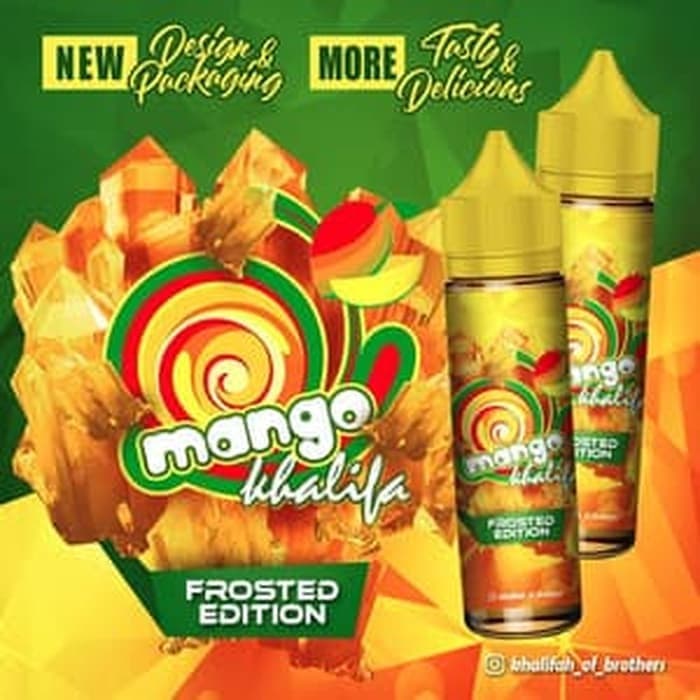 NEW Design &
Packaging
MORE Tasty &
Delicious
mango
khalifa
FROSTED
EDITION
mango
khalifa
FROSTED
EDITION
khalifah_of_brothers